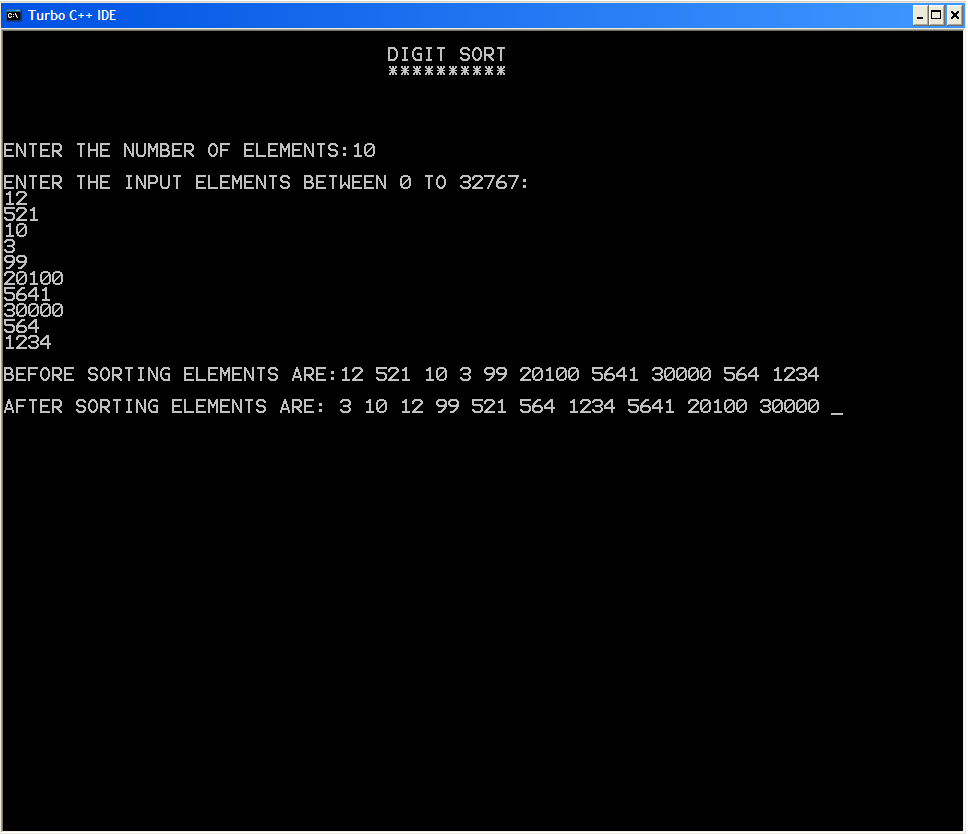 Turbo C++ IDE
DIGIT SORT
**********
ENTER THE NUMBER OF ELEMENTS:10
ENTER THE INPUT ELEMENTS BETWEEN 0 TO 32767:
12
521
10
3
99
20100
5641
30000
564
1234
BEFORE SORTING ELEMENTS ARE:12 521 10 3 99 20100 5641 30000 564 1234
AFTER SORTING ELEMENTS ARE: 3 10 12 99 521 564 1234 5641 20100 30000 _